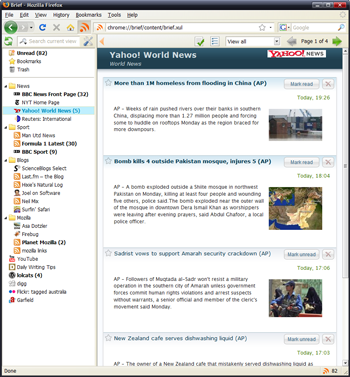 Brief - Mozilla Firefox
File Edit View History Bookmarks Tools Help
chrome://brief/content/brief.xul
Search current view
View all
Page 1 of 4
Unread (82)
Bookmarks
Trash
News
BBC News Front Page (32)
NYT Home Page
Yahoo! World News (5)
Reuters: International
Sport
Man Utd News
Formula 1 Latest (30)
BBC Sport (9)
Blogs
ScienceBlogs Select
Last.fm - the Blog
Hixie's Natural Log
Joel on Software
Neil Mix
Surfin' Safari
Mozilla
Asa Dotzler
Firebug
Planet Mozilla (2)
mozilla links
YouTube
Daily Writing Tips
lolcats (4)
digg
Flickr: tagged australia
Garfield
Yahoo! World News
World News
YAHOO! NEWS
More than 1M homeless from flooding in China (AP)
Mark read
Today, 19:26
AP - Weeks of rain pushed rivers over their banks in southern
China, displacing more than 1.27 million people and forcing
some to huddle on rooftops Monday as the region braced for
more downpours.
Bomb kills 4 outside Pakistan mosque, injures 5 (AP)
Mark read
Today, 18:04
AP - A bomb exploded outside a Shiite mosque in northwest
Pakistan on Monday, killing at least four people and wounding
five others, police said.The bomb exploded near the outer wall
of the mosque in downtown Dera Ismail Khan as worshippers
were leaving after evening prayers, said Abdul Ghafoor, a local
police officer.
Sadrist vows to support Amarah security crackdown (AP)
Mark unread
Today, 17:06
AP - Followers of Muqtada al-Sadr won't resist a military
operation in the southern city of Amarah unless government
forces commit human rights violations and arrest suspects
without warrants, a senior official and member of the cleric's
movement said Monday.
New Zealand cafe serves dishwashing liquid (AP)
Mark unread
Today, 17:03
AP - The owner of a New Zealand cafe that mistakenly served dishwashing liquid as
Done
82